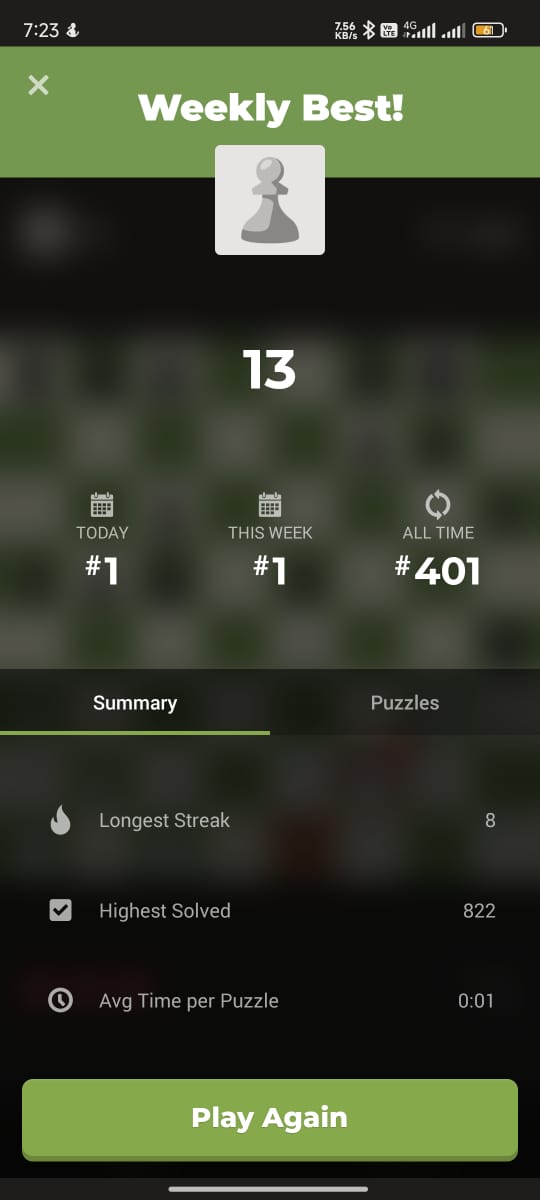 7:23
7.56
KB/s
Vo
LTE
4G
61
Weekly Best!
13
TODAY
#1
THIS WEEK
#1
ALL TIME
#401
Summary
Puzzles
Longest Streak
8
Highest Solved
822
Avg Time per Puzzle
0:01
Play Again